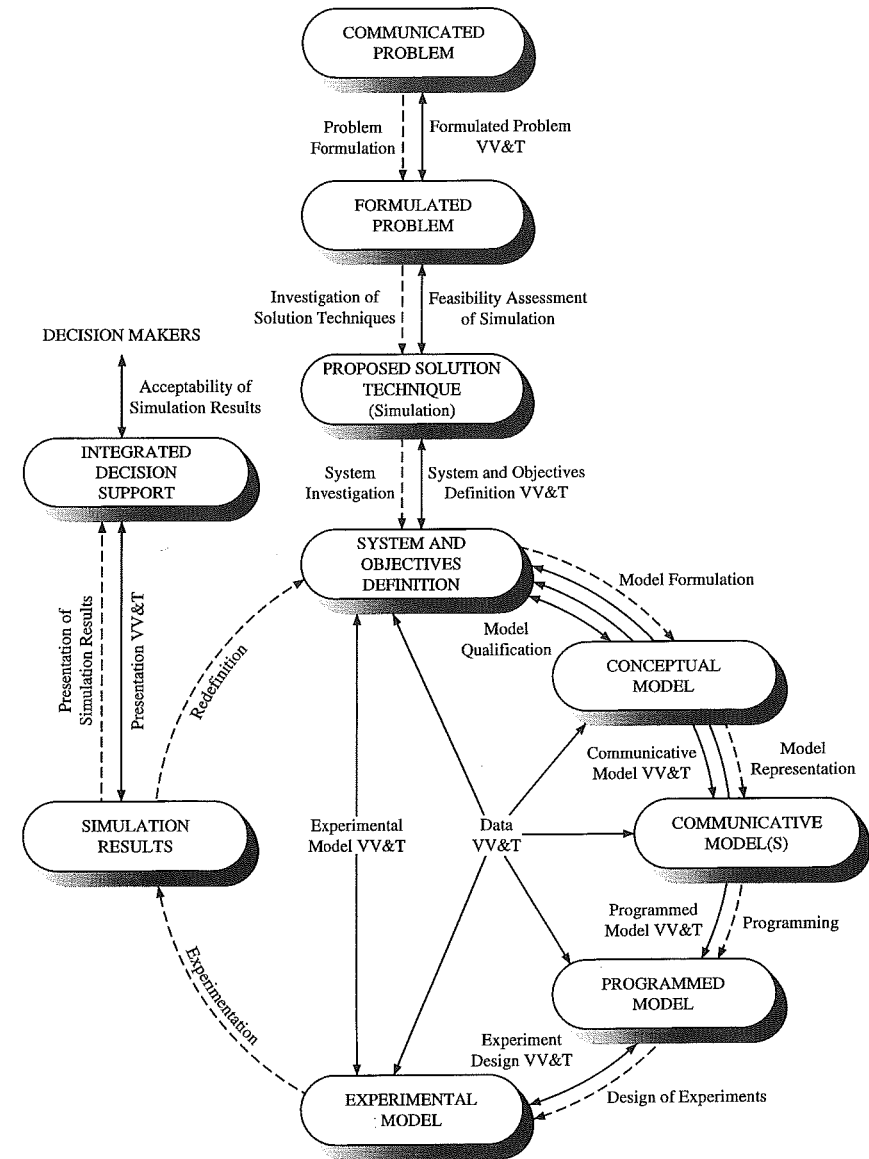 COMMUNICATED
PROBLEM
Problem
Formulation
Formulated Problem
VV&T
FORMULATED
PROBLEM
Investigation of
Solution Techniques
Feasibility Assessment
of Simulation
DECISION MAKERS
PROPOSED SOLUTION
TECHNIQUE
(Simulation)
Acceptability of
Simulation Results
INTEGRATED
DECISION
SUPPORT
System
Investigation
System and Objectives
Definition VV&T
SYSTEM AND
OBJECTIVES
DEFINITION
Model Formulation
Model
Qualification
Presentation of
Simulation Results
Presentation VV&T
Redefinition
CONCEPTUAL
MODEL
Communicative
Model VV&T
Model
Representation
SIMULATION
RESULTS
Experimental
Model VV&T
Data
VV&T
COMMUNICATIVE
MODEL(S)
Programmed
Model VV&T
Programming
Experimentation
PROGRAMMED
MODEL
Experiment
Design VV&T
Design of Experiments
EXPERIMENTAL
MODEL